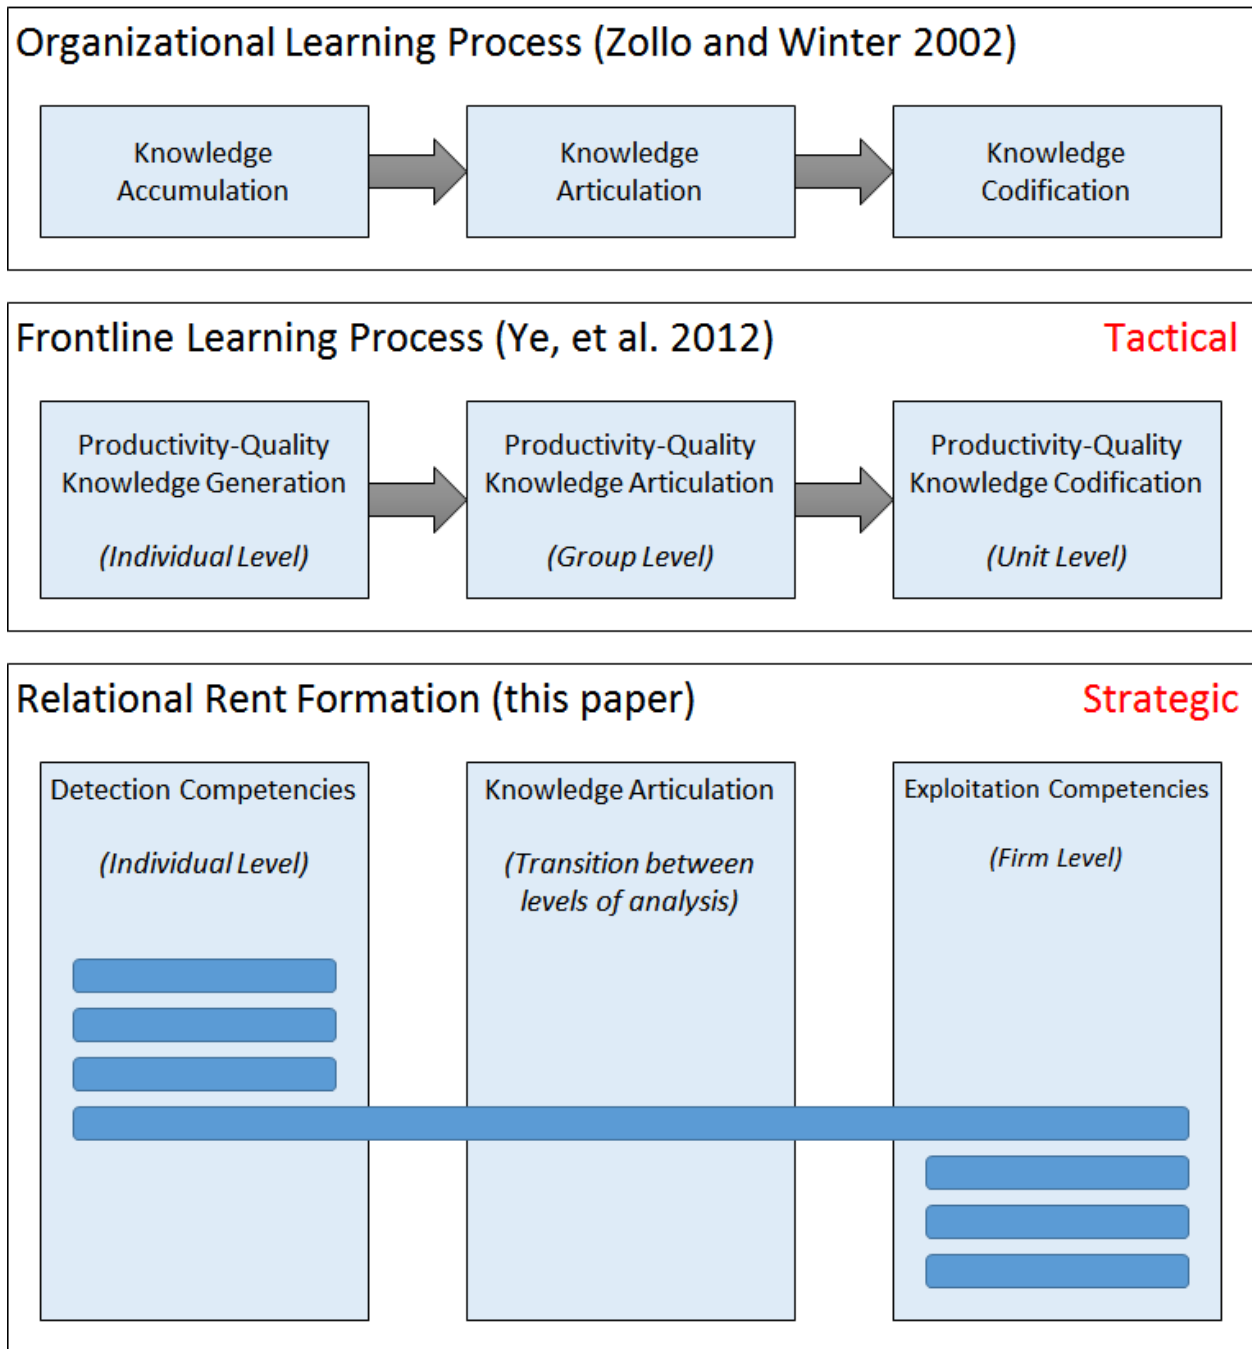 Organizational Learning Process (Zollo and Winter 2002)
Knowledge
Accumulation
Knowledge
Articulation
Knowledge
Codification
Frontline Learning Process (Ye, et al. 2012)
Tactical
Productivity-Quality
Knowledge Generation
(Individual Level)
Productivity-Quality
Knowledge Articulation
(Group Level)
Productivity-Quality
Knowledge Codification
(Unit Level)
Relational Rent Formation (this paper)
Strategic
Detection Competencies
(Individual Level)
Knowledge Articulation
(Transition between
levels of analysis)
Exploitation Competencies
(Firm Level)